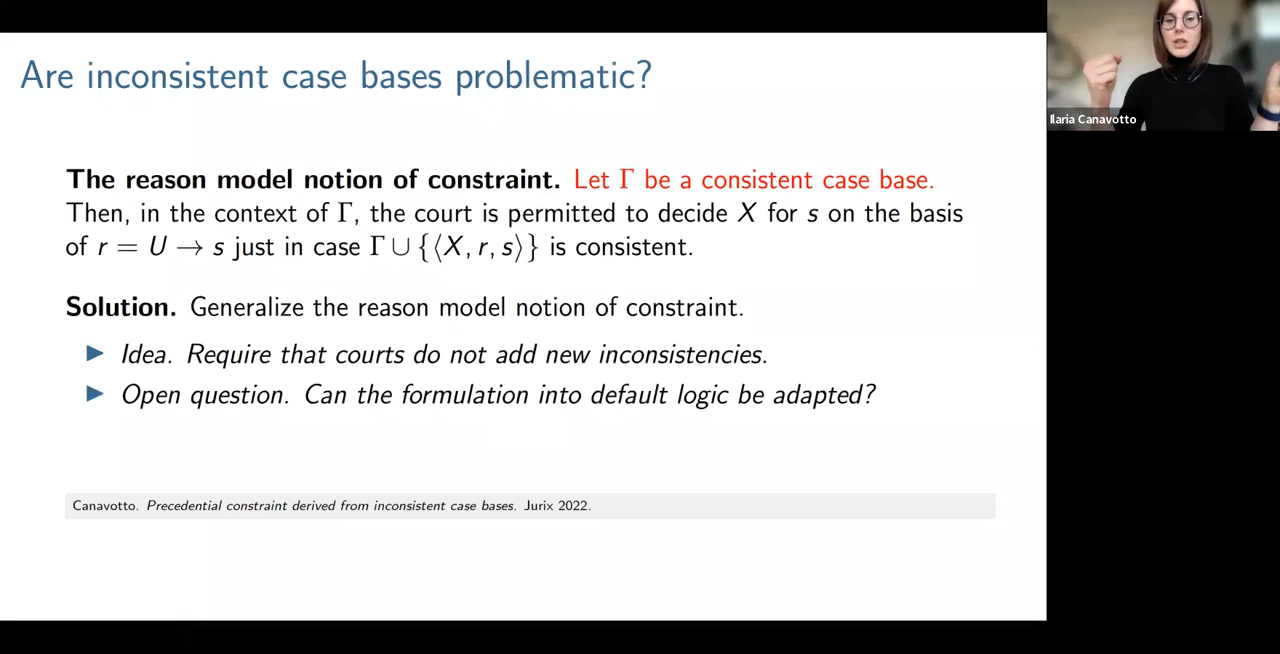 Are inconsistent case bases problematic?
Ilaria Canavotto
The reason model notion of constraint. Let Γ be a consistent case base.
Then, in the context of Γ, the court is permitted to decide X for s on the basis
of r = U → s just in case Γ ∪ {⟨X, r, s⟩} is consistent.
Solution. Generalize the reason model notion of constraint.
▶ Idea. Require that courts do not add new inconsistencies.
▶ Open question. Can the formulation into default logic be adapted?
Canavotto. Precedential constraint derived from inconsistent case bases. Jurix 2022.